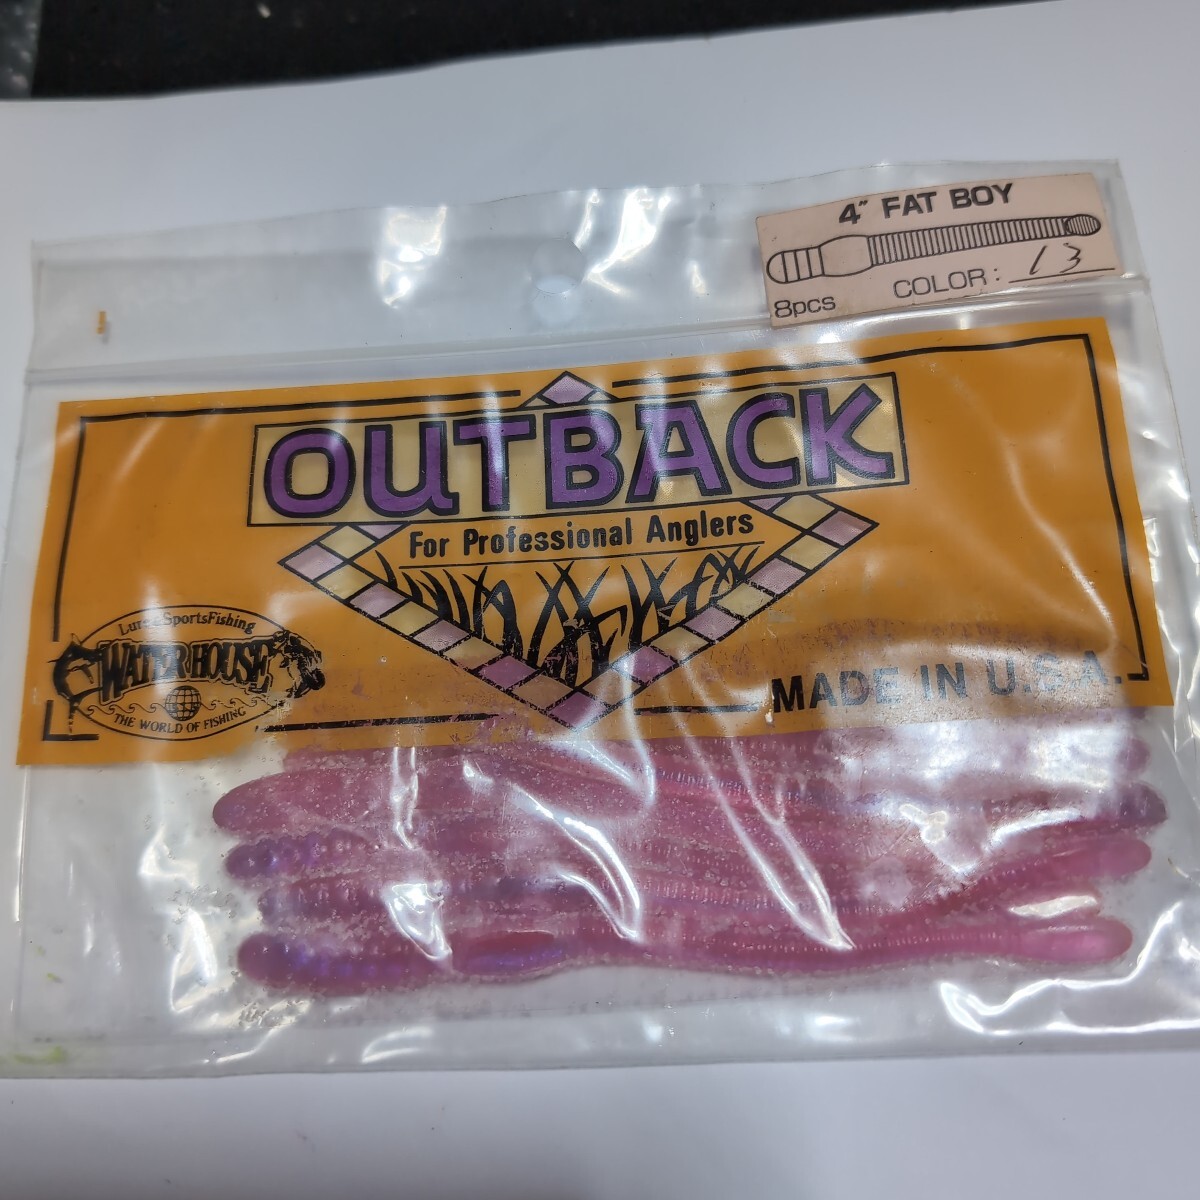 4" FAT BOY
8pcs COLOR: 13
OUTBACK
For Professional Anglers
Lure&SportsFishing
WATER HOUSE
THE WORLD OF FISHING
MADE IN U.S.A.